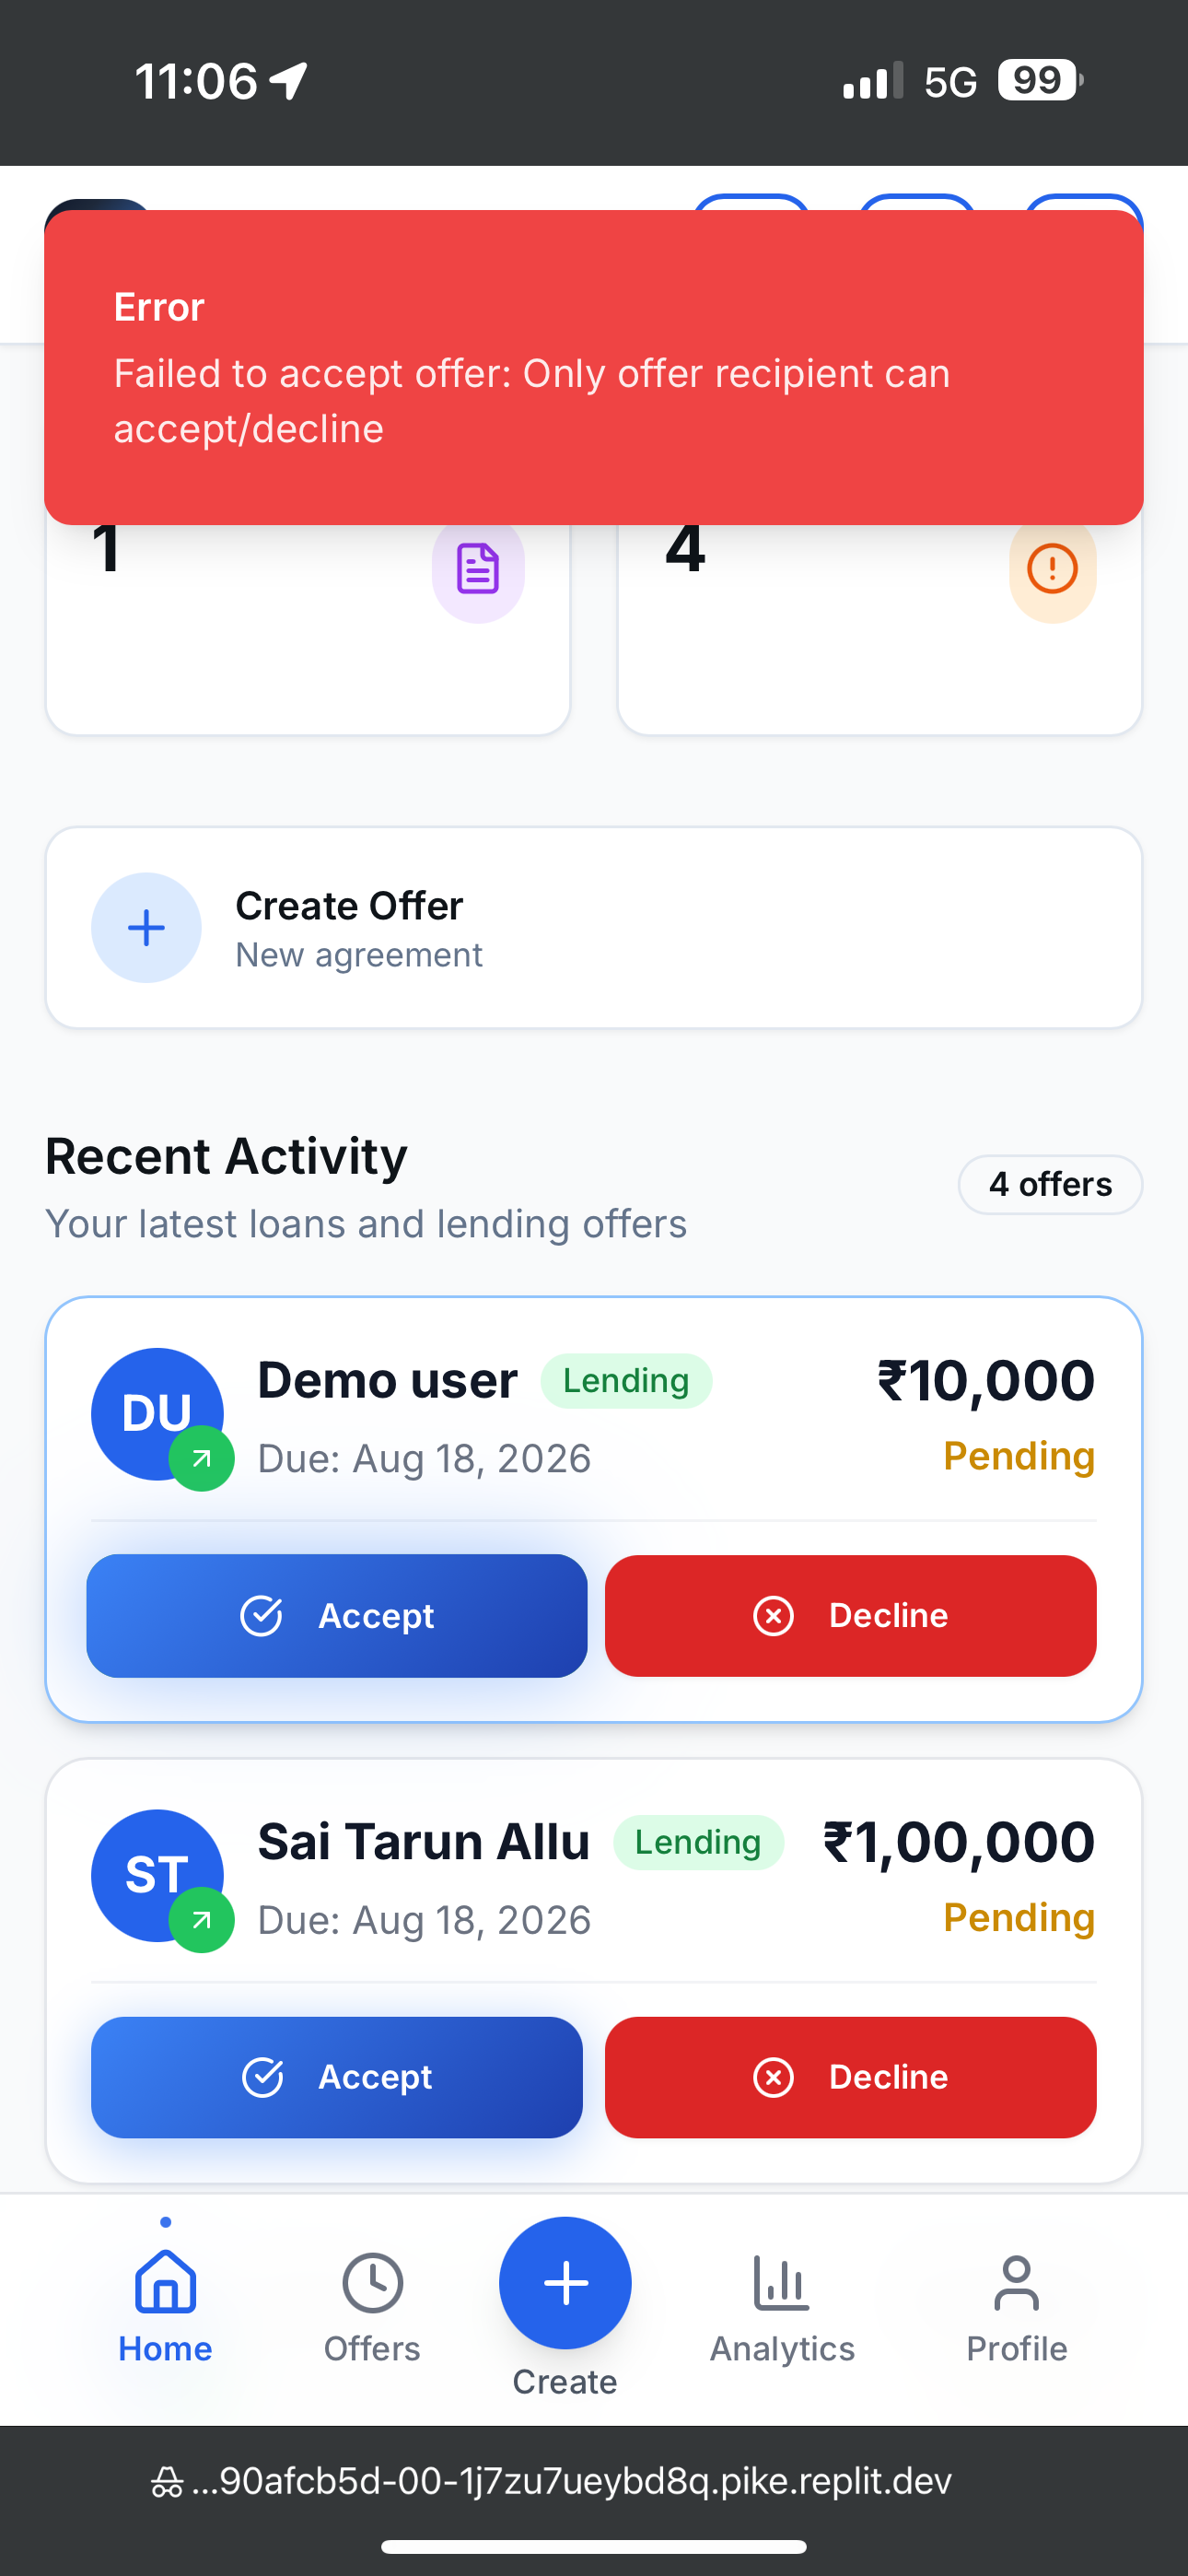 11:06
5G
99
Error
Failed to accept offer: Only offer recipient can
accept/decline
1
4
Create Offer
New agreement
Recent Activity
4 offers
Your latest loans and lending offers
DU
Demo user
Lending
₹10,000
Due: Aug 18, 2026
Pending
Accept
Decline
ST
Sai Tarun Allu
Lending
₹1,00,000
Due: Aug 18, 2026
Pending
Accept
Decline
Home
Offers
Create
Analytics
Profile
...90afcb5d-00-1j7zu7ueybd8q.pike.replit.dev